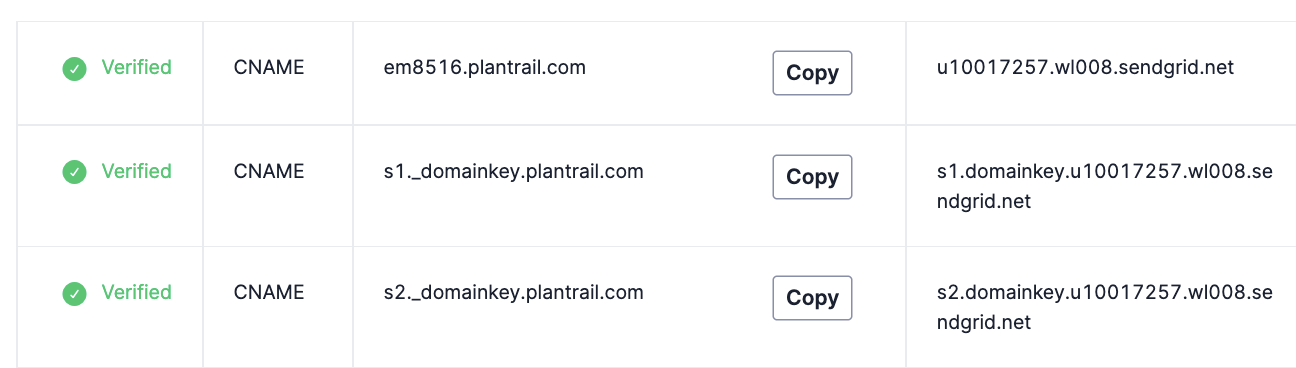 Verified CNAME em8516.plantrail.com Copy u10017257.wl008.sendgrid.net
Verified CNAME s1._domainkey.plantrail.com Copy s1.domainkey.u10017257.wl008.se
ndgrid.net
Verified CNAME s2._domainkey.plantrail.com Copy s2.domainkey.u10017257.wl008.se
ndgrid.net